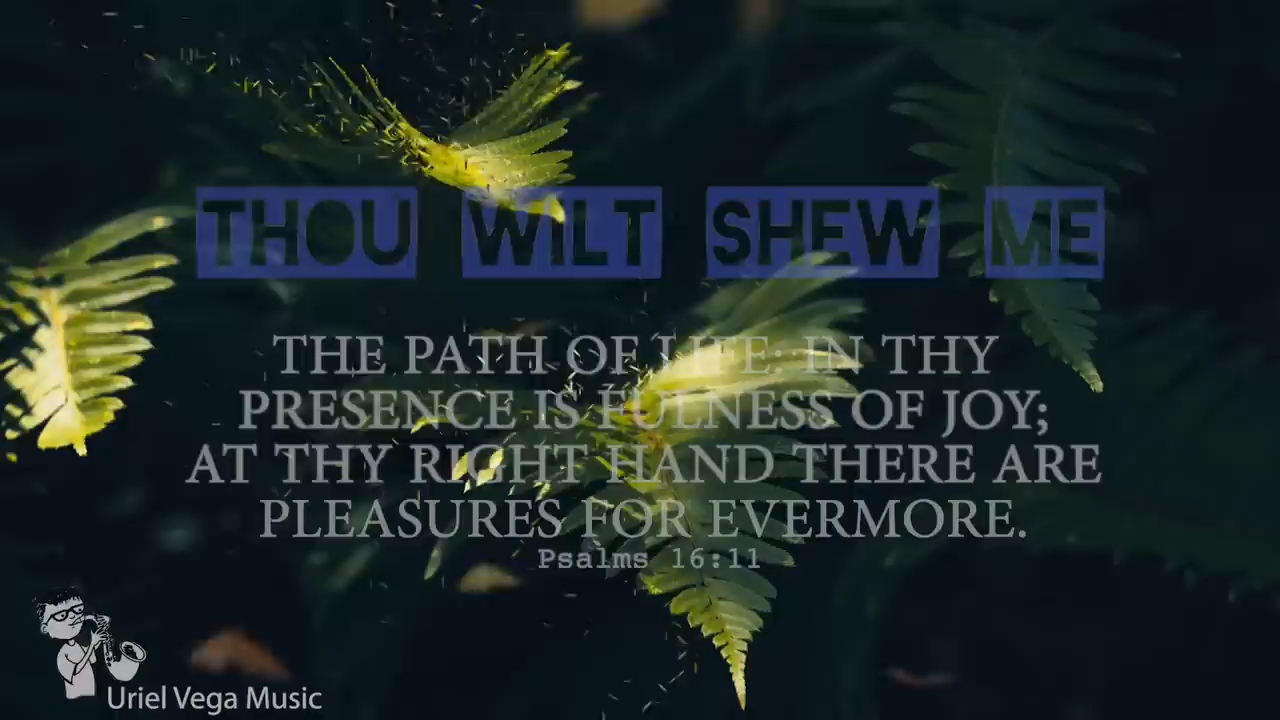 THOU WILT SHEW ME
THE PATH OF LIFE: IN THY
PRESENCE IS FULNESS OF JOY;
AT THY RIGHT HAND THERE ARE
PLEASURES FOR EVERMORE.
Psalms 16:11
Uriel Vega Music